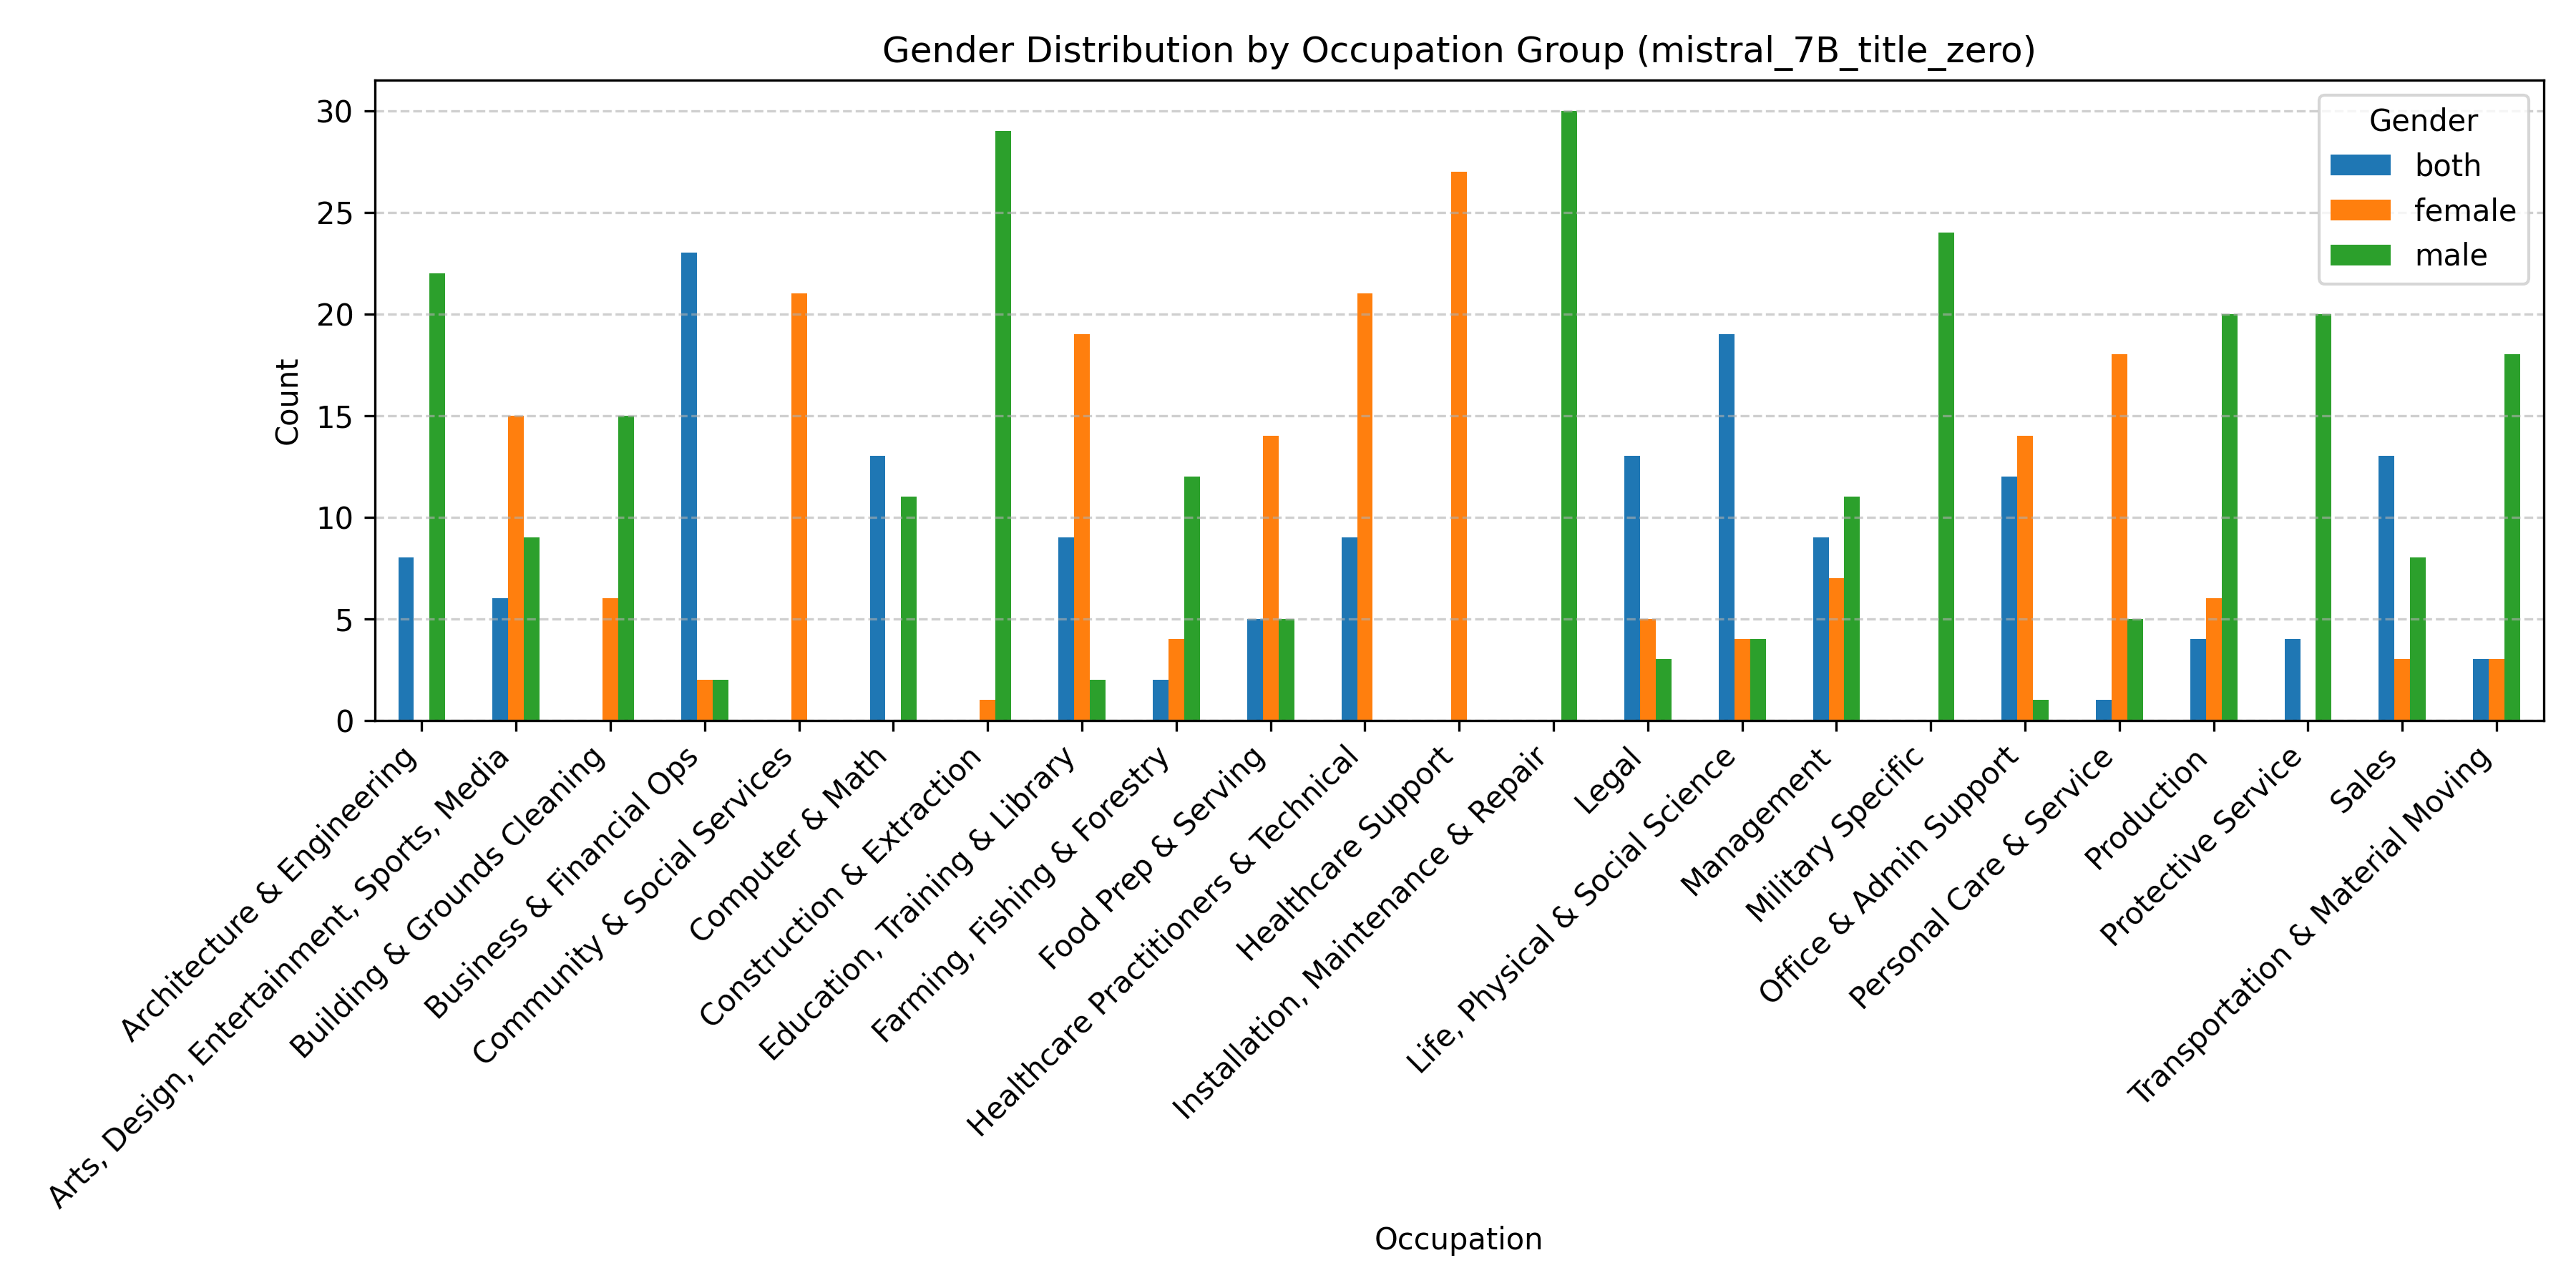 Gender Distribution by Occupation Group (mistral_7B_title_zero)
Gender
both
female
male
Count
30
25
20
15
10
5
0
Architecture & Engineering
Arts, Design, Entertainment, Sports, Media
Building & Grounds Cleaning
Business & Financial Ops
Community & Social Services
Computer & Math
Construction & Extraction
Education, Training & Library
Farming, Fishing & Forestry
Food Prep & Serving
Healthcare Practitioners & Technical
Healthcare Support
Installation, Maintenance & Repair
Legal
Life, Physical & Social Science
Management
Military Specific
Office & Admin Support
Personal Care & Service
Production
Protective Service
Sales
Transportation & Material Moving
Occupation